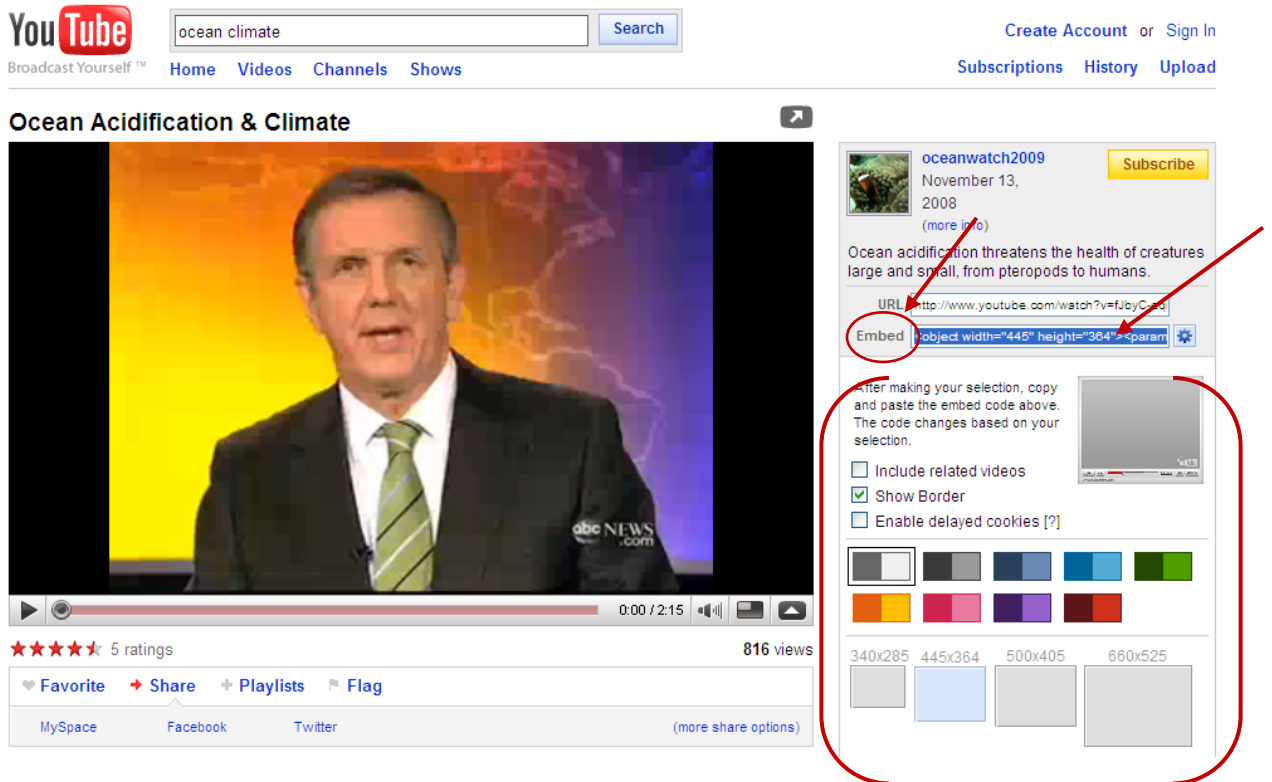 You Tube
Broadcast Yourself ™
ocean climate
Search
Create Account or Sign In
Home Videos Channels Shows
Subscriptions History Upload
Ocean Acidification & Climate
abc NEWS
.com
0:00 / 2:15
5 ratings
816 views
Favorite Share Playlists Flag
MySpace Facebook Twitter (more share options)
oceanwatch2009
Subscribe
November 13,
2008
(more info)
Ocean acidification threatens the health of creatures
large and small, from pteropods to humans.
URL
Embed <object width="445" height="364"><param
After making your selection, copy
and paste the embed code above.
The code changes based on your
selection.
Include related videos
Show Border
Enable delayed cookies [?]
340x285 445x364 500x405 660x525